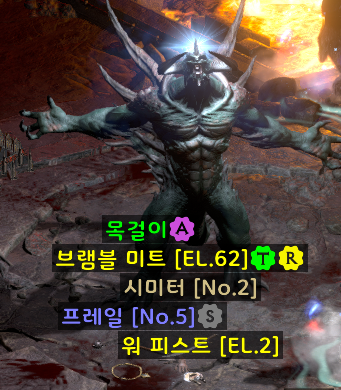 목걸이 A
브램블 미트 [EL.62] T R
시미터 [No.2]
프레일 [No.5] S
워 피스트 [EL.2]